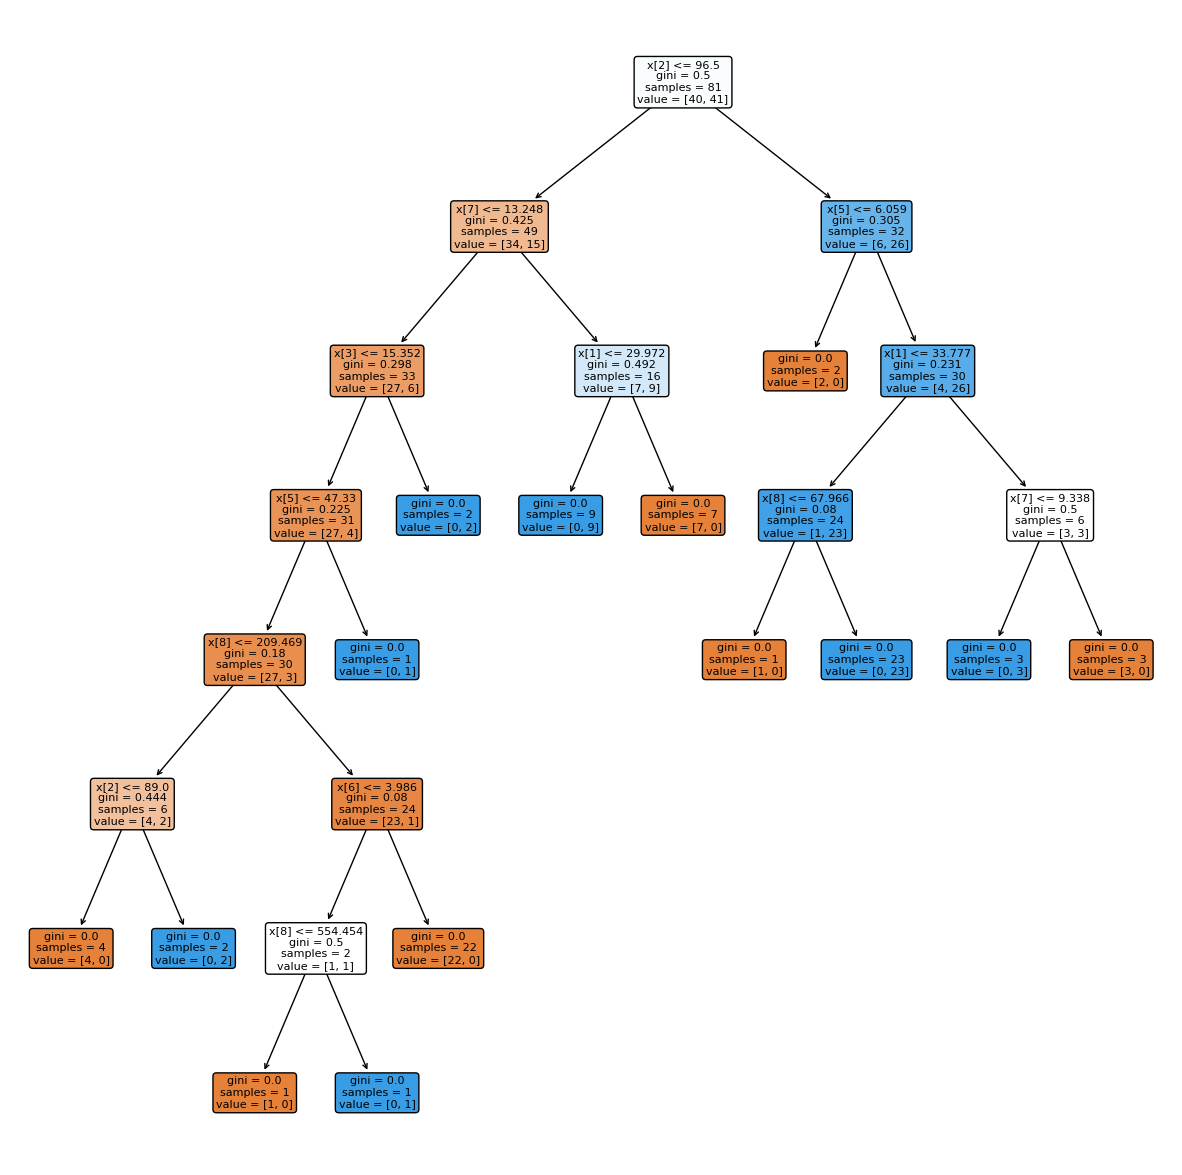 x[2] <= 96.5
gini = 0.5
samples = 81
value = [40, 41]
x[7] <= 13.248
gini = 0.425
samples = 49
value = [34, 15]
x[5] <= 6.059
gini = 0.305
samples = 32
value = [6, 26]
x[3] <= 15.352
gini = 0.298
samples = 33
value = [27, 6]
x[1] <= 29.972
gini = 0.492
samples = 16
value = [7, 9]
gini = 0.0
samples = 2
value = [2, 0]
x[1] <= 33.777
gini = 0.231
samples = 30
value = [4, 26]
x[5] <= 47.33
gini = 0.225
samples = 31
value = [27, 4]
gini = 0.0
samples = 2
value = [0, 2]
gini = 0.0
samples = 9
value = [0, 9]
gini = 0.0
samples = 7
value = [7, 0]
x[8] <= 67.966
gini = 0.08
samples = 24
value = [1, 23]
x[7] <= 9.338
gini = 0.5
samples = 6
value = [3, 3]
x[8] <= 209.469
gini = 0.18
samples = 30
value = [27, 3]
gini = 0.0
samples = 1
value = [0, 1]
gini = 0.0
samples = 1
value = [1, 0]
gini = 0.0
samples = 23
value = [0, 23]
gini = 0.0
samples = 3
value = [0, 3]
gini = 0.0
samples = 3
value = [3, 0]
x[2] <= 89.0
gini = 0.444
samples = 6
value = [4, 2]
x[6] <= 3.986
gini = 0.08
samples = 24
value = [23, 1]
gini = 0.0
samples = 4
value = [4, 0]
gini = 0.0
samples = 2
value = [0, 2]
x[8] <= 554.454
gini = 0.5
samples = 2
value = [1, 1]
gini = 0.0
samples = 22
value = [22, 0]
gini = 0.0
samples = 1
value = [1, 0]
gini = 0.0
samples = 1
value = [0, 1]